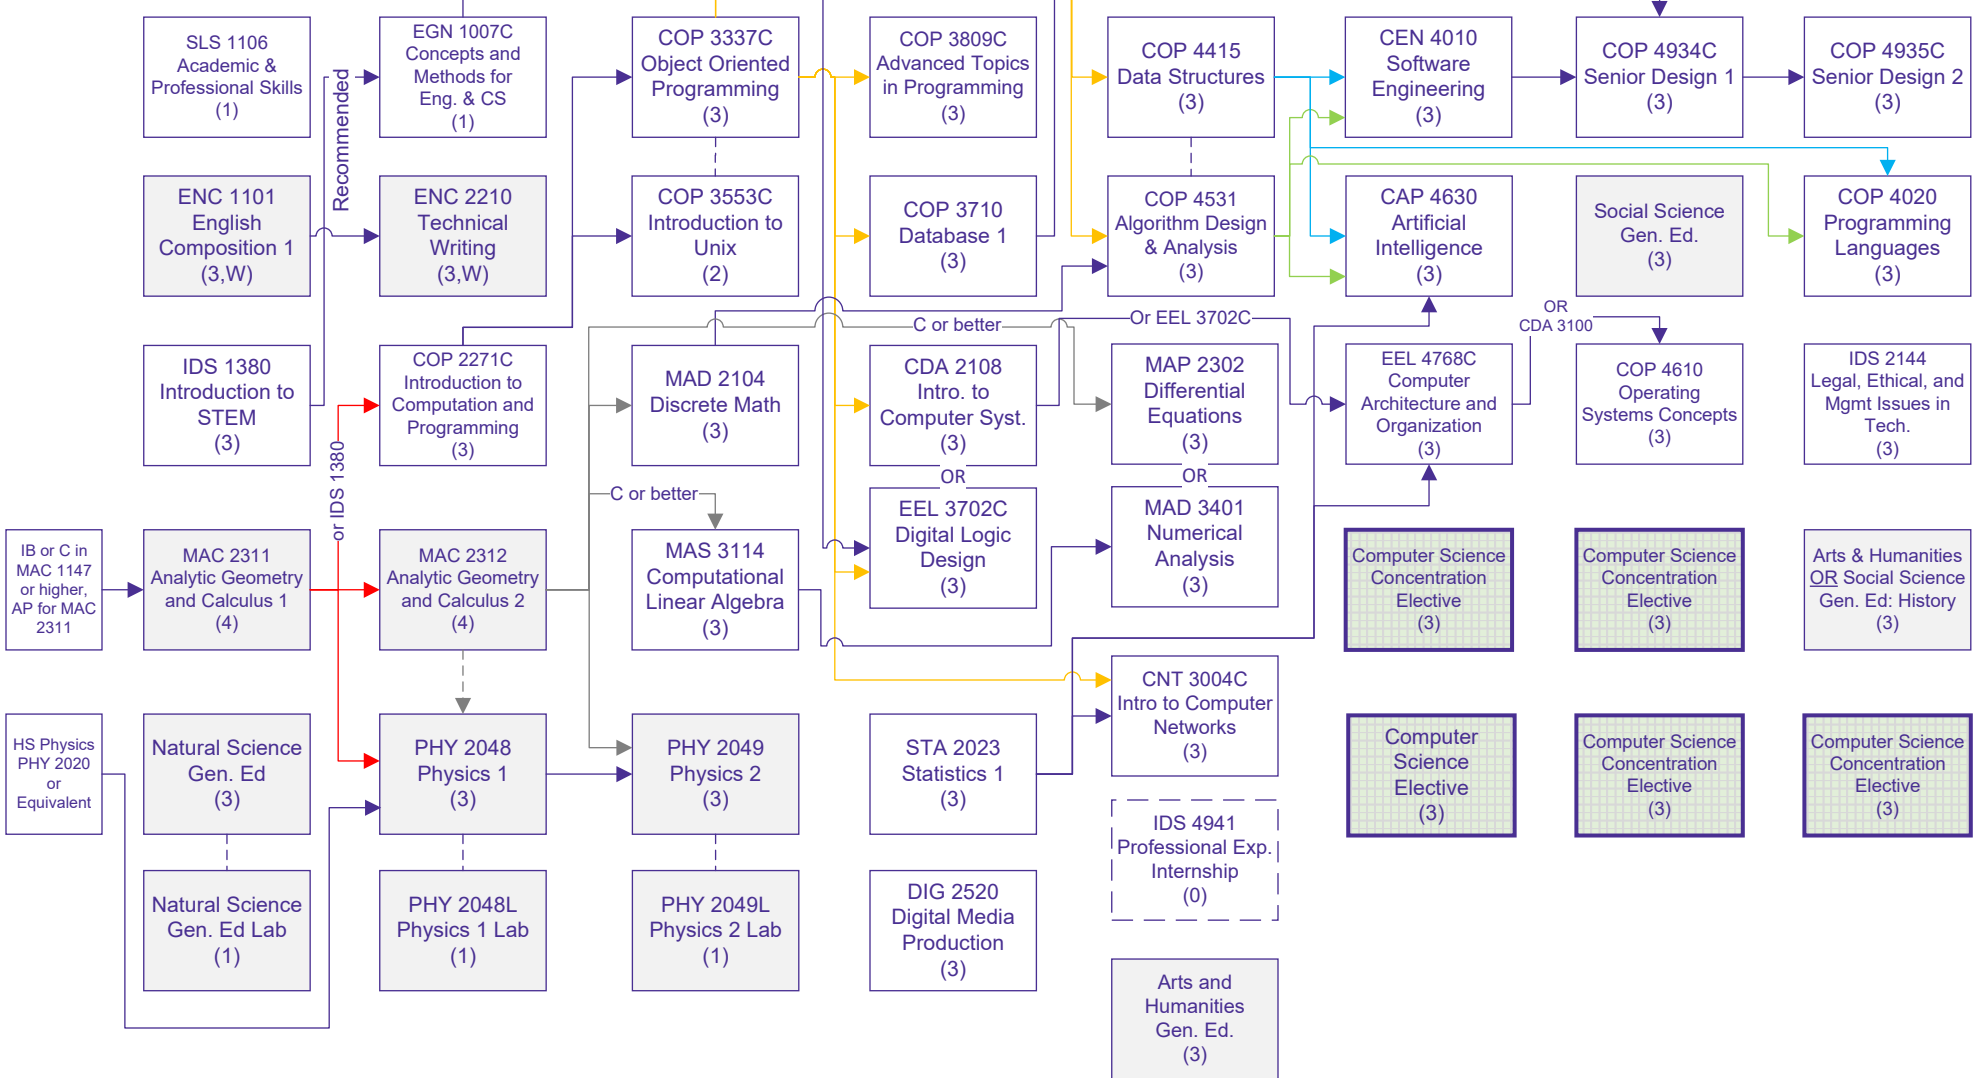 SLS 1106
Academic &
Professional Skills
(1)
EGN 1007C
Concepts and
Methods for
Eng. & CS
(1)
COP 3337C
Object Oriented
Programming
(3)
COP 3809C
Advanced Topics
in Programming
(3)
COP 4415
Data Structures
(3)
CEN 4010
Software
Engineering
(3)
COP 4934C
Senior Design 1
(3)
COP 4935C
Senior Design 2
(3)
Recommended
ENC 1101
English
Composition 1
(3,W)
ENC 2210
Technical
Writing
(3,W)
COP 3553C
Introduction to
Unix
(2)
COP 3710
Database 1
(3)
COP 4531
Algorithm Design
& Analysis
(3)
CAP 4630
Artificial
Intelligence
(3)
Social Science
Gen. Ed.
(3)
COP 4020
Programming
Languages
(3)
C or better
Or EEL 3702C
OR
CDA 3100
IDS 1380
Introduction to
STEM
(3)
COP 2271C
Introduction to
Computation and
Programming
(3)
MAD 2104
Discrete Math
(3)
CDA 2108
Intro. to
Computer Syst.
(3)
MAP 2302
Differential
Equations
(3)
EEL 4768C
Computer
Architecture and
Organization
(3)
COP 4610
Operating
Systems Concepts
(3)
IDS 2144
Legal, Ethical, and
Mgmt Issues in
Tech.
(3)
or IDS 1380
C or better
OR
OR
IB or C in
MAC 1147
or higher,
AP for MAC
2311
MAC 2311
Analytic Geometry
and Calculus 1
(4)
MAC 2312
Analytic Geometry
and Calculus 2
(4)
MAS 3114
Computational
Linear Algebra
(3)
EEL 3702C
Digital Logic
Design
(3)
MAD 3401
Numerical
Analysis
(3)
Computer Science
Concentration
Elective
(3)
Computer Science
Concentration
Elective
(3)
Arts & Humanities
OR Social Science
Gen. Ed: History
(3)
HS Physics
PHY 2020
or
Equivalent
Natural Science
Gen. Ed
(3)
PHY 2048
Physics 1
(3)
PHY 2049
Physics 2
(3)
STA 2023
Statistics 1
(3)
CNT 3004C
Intro to Computer
Networks
(3)
Computer
Science
Elective
(3)
Computer Science
Concentration
Elective
(3)
Computer Science
Concentration
Elective
(3)
IDS 4941
Professional Exp.
Internship
(0)
Natural Science
Gen. Ed Lab
(1)
PHY 2048L
Physics 1 Lab
(1)
PHY 2049L
Physics 2 Lab
(1)
DIG 2520
Digital Media
Production
(3)
Arts and
Humanities
Gen. Ed.
(3)